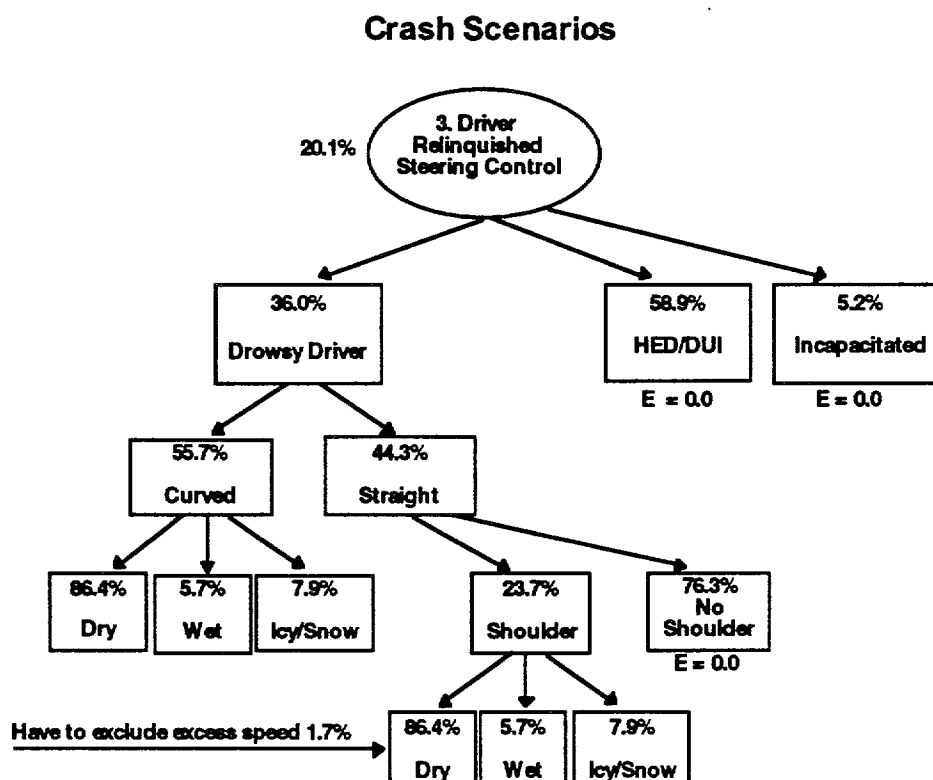 Crash Scenarios
20.1%
3. Driver
Relinquished
Steering Control
36.0%
Drowsy Driver
58.9%
HED/DUI
E = 0.0
5.2%
Incapacitated
E = 0.0
55.7%
Curved
44.3%
Straight
86.4%
Dry
5.7%
Wet
7.9%
Icy/Snow
23.7%
Shoulder
76.3%
No
Shoulder
E = 0.0
Have to exclude excess speed 1.7%
86.4%
Dry
5.7%
Wet
7.9%
Icy/Snow